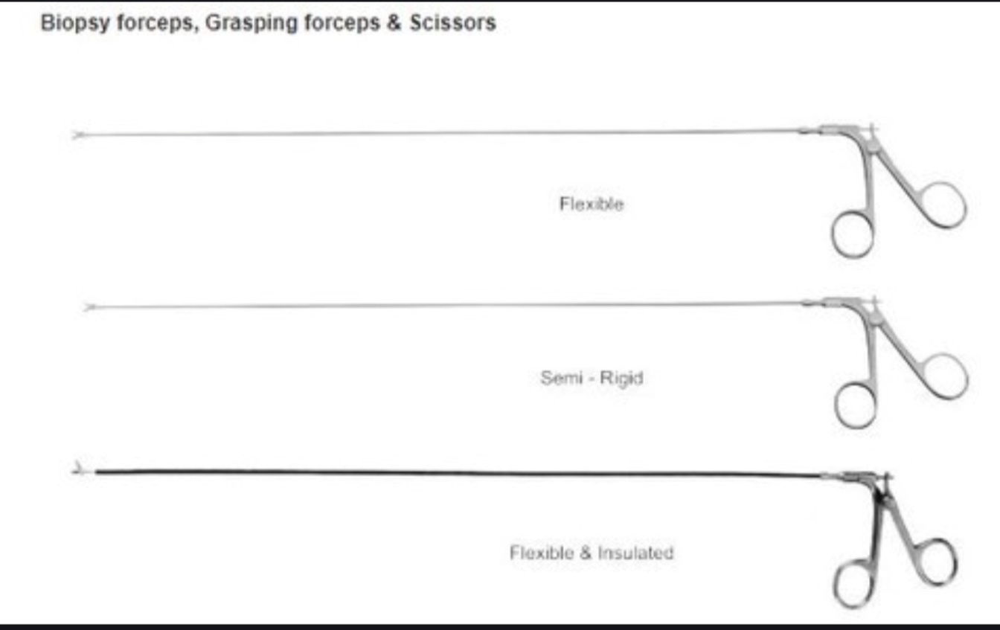 Biopsy forceps, Grasping forceps & Scissors
Flexible
Semi - Rigid
Flexible & Insulated